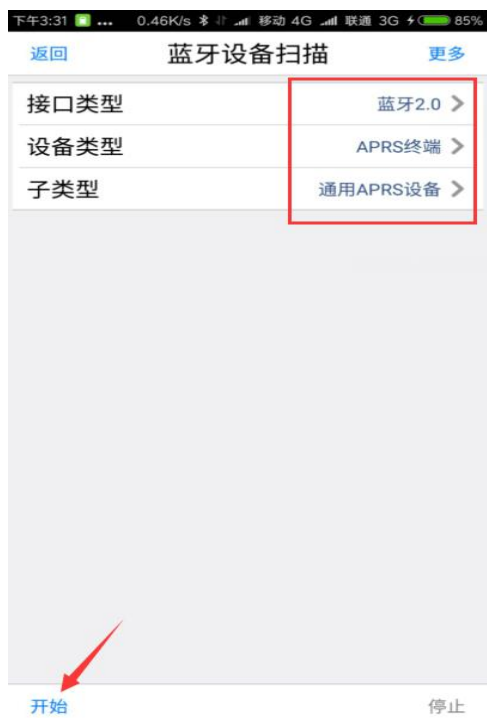 下午3:31 ... 0.46K/s 移动 4G 联通 3G 85%
返回 蓝牙设备扫描 更多
接口类型 蓝牙2.0
设备类型 APRS终端
子类型 通用APRS设备
开始 停止